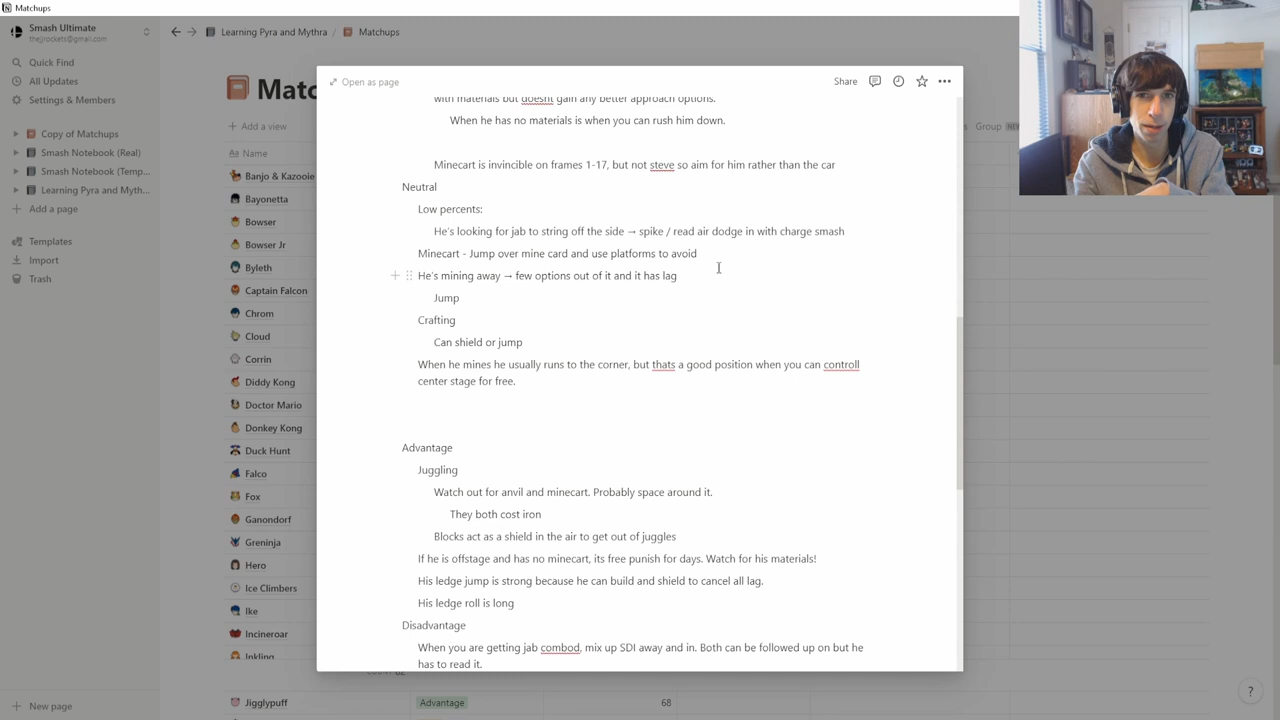 Matchups
Smash Ultimate
thejjrockets@gmail.com
Quick Find
All Updates
Settings & Members
Copy of Matchups
Smash Notebook (Real)
Smash Notebook (Temp...
Learning Pyra and Myth...
Add a page
Templates
Import
Trash
New page
Learning Pyra and Mythra / Matchups
Matc
Add a view
Group
Aa Name
Banjo & Kazooie
Bayonetta
Bowser
Bowser Jr
Byleth
Captain Falcon
Chrom
Cloud
Corrin
Diddy Kong
Doctor Mario
Donkey Kong
Duck Hunt
Falco
Fox
Ganondorf
Greninja
Hero
Ice Climbers
Ike
Incineroar
Inkling
Jigglypuff Advantage 68
Open as page
Share
with materials but doesnt gain any better approach options.
When he has no materials is when you can rush him down.
Minecart is invincible on frames 1-17, but not steve so aim for him rather than the car
Neutral
Low percents:
He's looking for jab to string off the side → spike / read air dodge in with charge smash
Minecart - Jump over mine card and use platforms to avoid
He's mining away → few options out of it and it has lag
Jump
Crafting
Can shield or jump
When he mines he usually runs to the corner, but thats a good position when you can controll
center stage for free.
Advantage
Juggling
Watch out for anvil and minecart. Probably space around it.
They both cost iron
Blocks act as a shield in the air to get out of juggles
If he is offstage and has no minecart, its free punish for days. Watch for his materials!
His ledge jump is strong because he can build and shield to cancel all lag.
His ledge roll is long
Disadvantage
When you are getting jab combod, mix up SDI away and in. Both can be followed up on but he
has to read it.
?